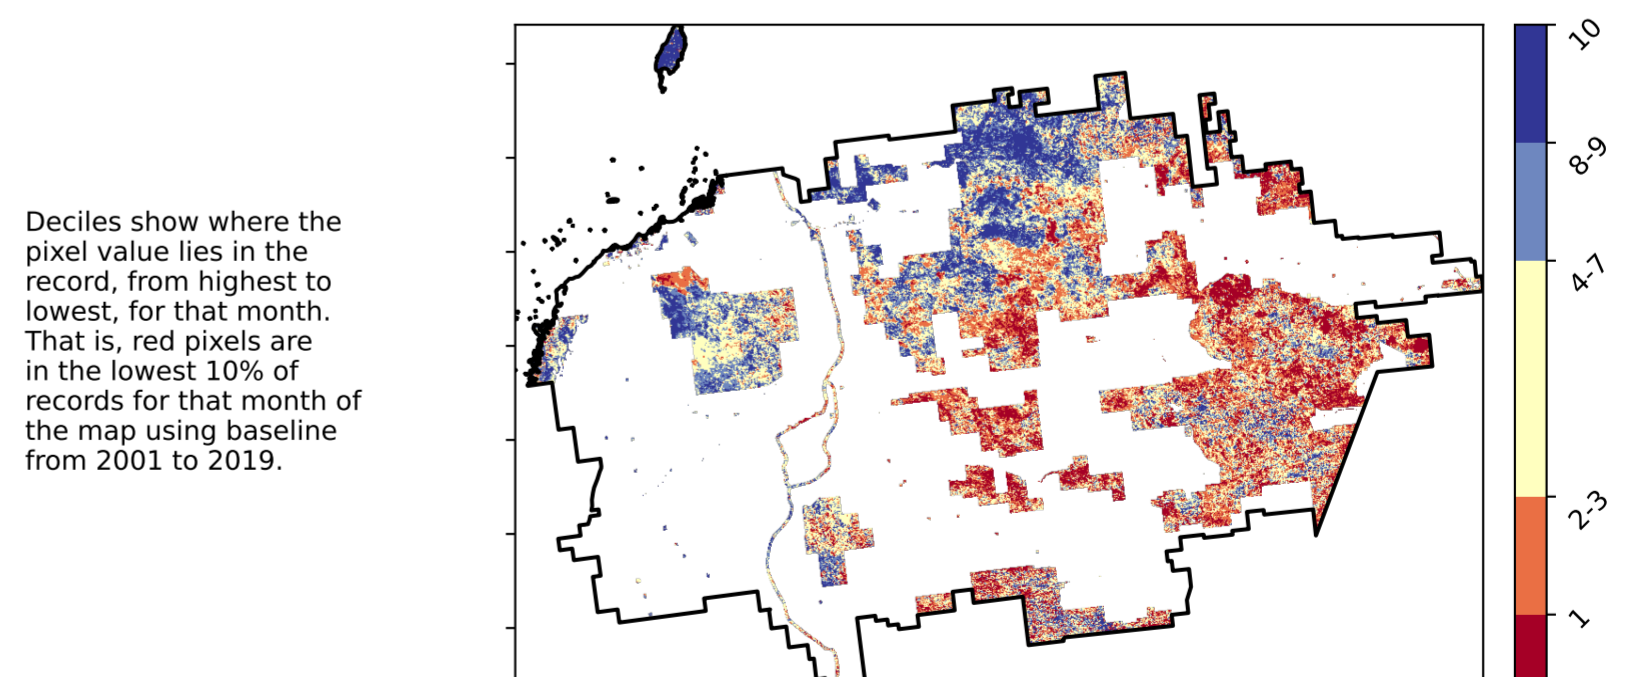 Deciles show where the
pixel value lies in the
record, from highest to
lowest, for that month.
That is, red pixels are
in the lowest 10% of
records for that month of
the map using baseline
from 2001 to 2019.
10
8-9
4-7
2-3
1